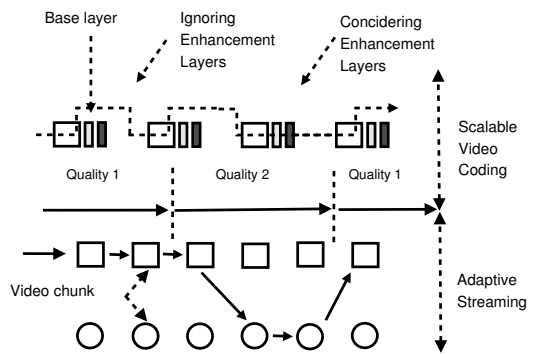 Base layer
Ignoring
Enhancement
Layers
Concidering
Enhancement
Layers
Scalable
Video
Coding
Quality 1
Quality 2
Quality 1
Video chunk
Adaptive
Streaming